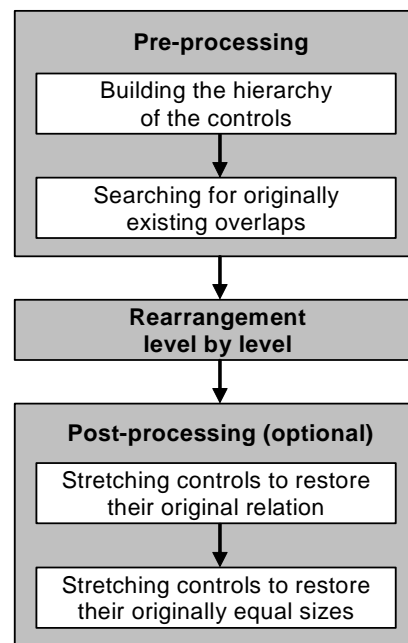 Pre-processing
Building the hierarchy
of the controls
Searching for originally
existing overlaps
Rearrangement
level by level
Post-processing (optional)
Stretching controls to restore
their original relation
Stretching controls to restore
their originally equal sizes